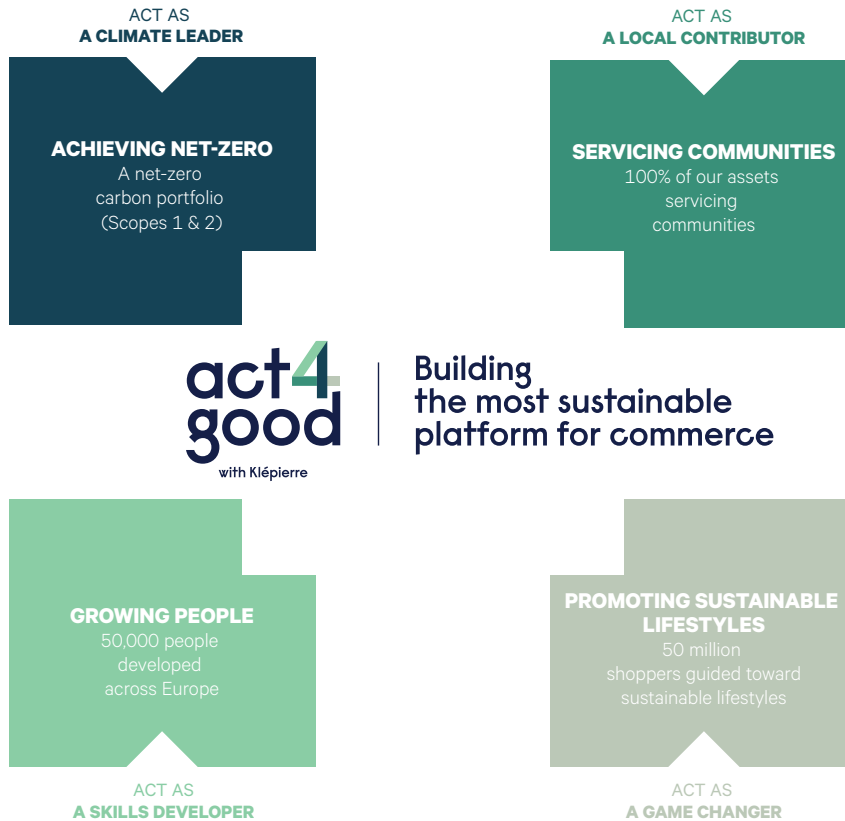 ACT AS
A CLIMATE LEADER
ACHIEVING NET-ZERO
A net-zero
carbon portfolio
(Scopes 1 & 2)
ACT AS
A LOCAL CONTRIBUTOR
SERVICING COMMUNITIES
100% of our assets
servicing
communities
act4
good
with Klépierre
Building
the most sustainable
platform for commerce
GROWING PEOPLE
50,000 people
developed
across Europe
ACT AS
A SKILLS DEVELOPER
PROMOTING SUSTAINABLE
LIFESTYLES
50 million
shoppers guided toward
sustainable lifestyles
ACT AS
A GAME CHANGER